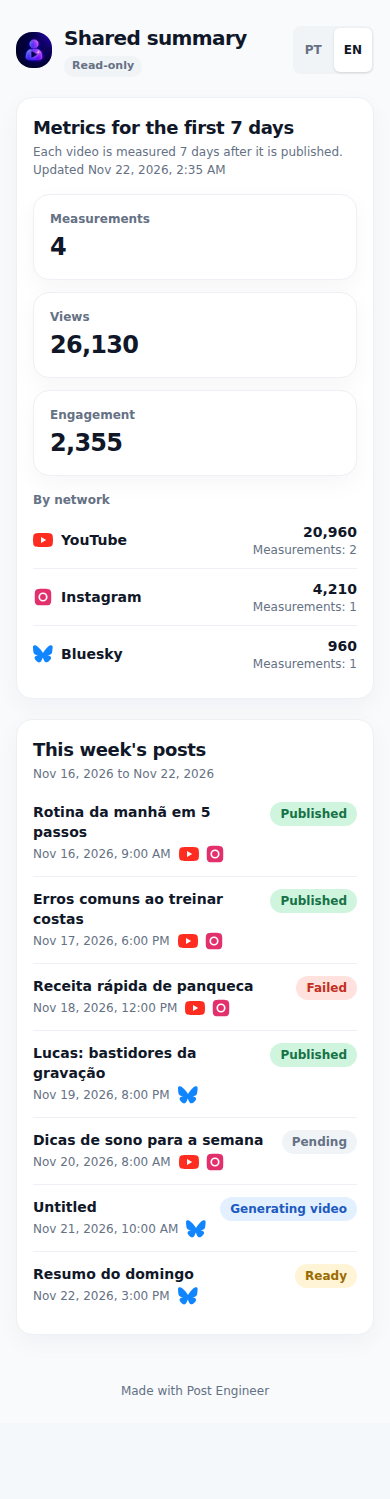 Shared summary
Read-only
PT
EN
Metrics for the first 7 days
Each video is measured 7 days after it is published.
Updated Nov 22, 2026, 2:35 AM
Measurements
4
Views
26,130
Engagement
2,355
By network
YouTube
20,960
Measurements: 2
Instagram
4,210
Measurements: 1
Bluesky
960
Measurements: 1
This week's posts
Nov 16, 2026 to Nov 22, 2026
Rotina da manhã em 5
passos
Published
Nov 16, 2026, 9:00 AM
Erros comuns ao treinar
costas
Published
Nov 17, 2026, 6:00 PM
Receita rápida de panqueca
Failed
Nov 18, 2026, 12:00 PM
Lucas: bastidores da
gravação
Published
Nov 19, 2026, 8:00 PM
Dicas de sono para a semana
Pending
Nov 20, 2026, 8:00 AM
Untitled
Generating video
Nov 21, 2026, 10:00 AM
Resumo do domingo
Ready
Nov 22, 2026, 3:00 PM
Made with Post Engineer